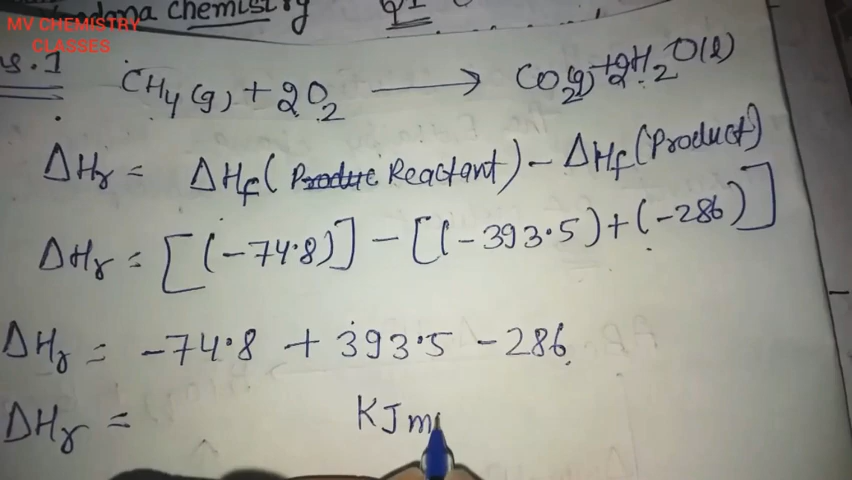 MV CHEMISTRY
CLASSES
chemistry
CH4(g) + 2O2 ⟶ CO2(g) + 2H2O(l)
ΔHr = ΔHf(Reactant) − ΔHf(Product)
ΔHr = [(−74.8)] − [(−393.5) + (−286)]
ΔHr = −74.8 + 393.5 − 286
ΔHr = KJm